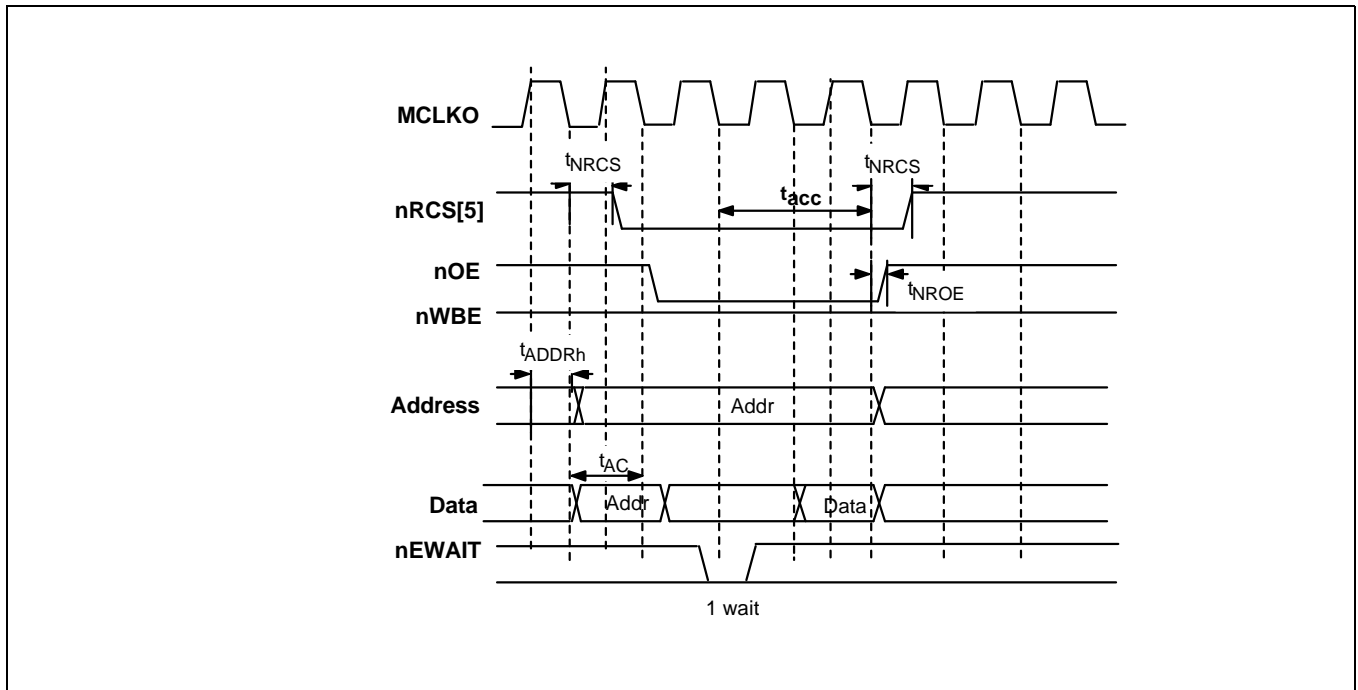 MCLKO
tNRCS
tNRCS
nRCS[5]
tacc
nOE
tNROE
nWBE
tADDRh
Address
Addr
tAC
Data
Addr
Data
nEWAIT
1 wait